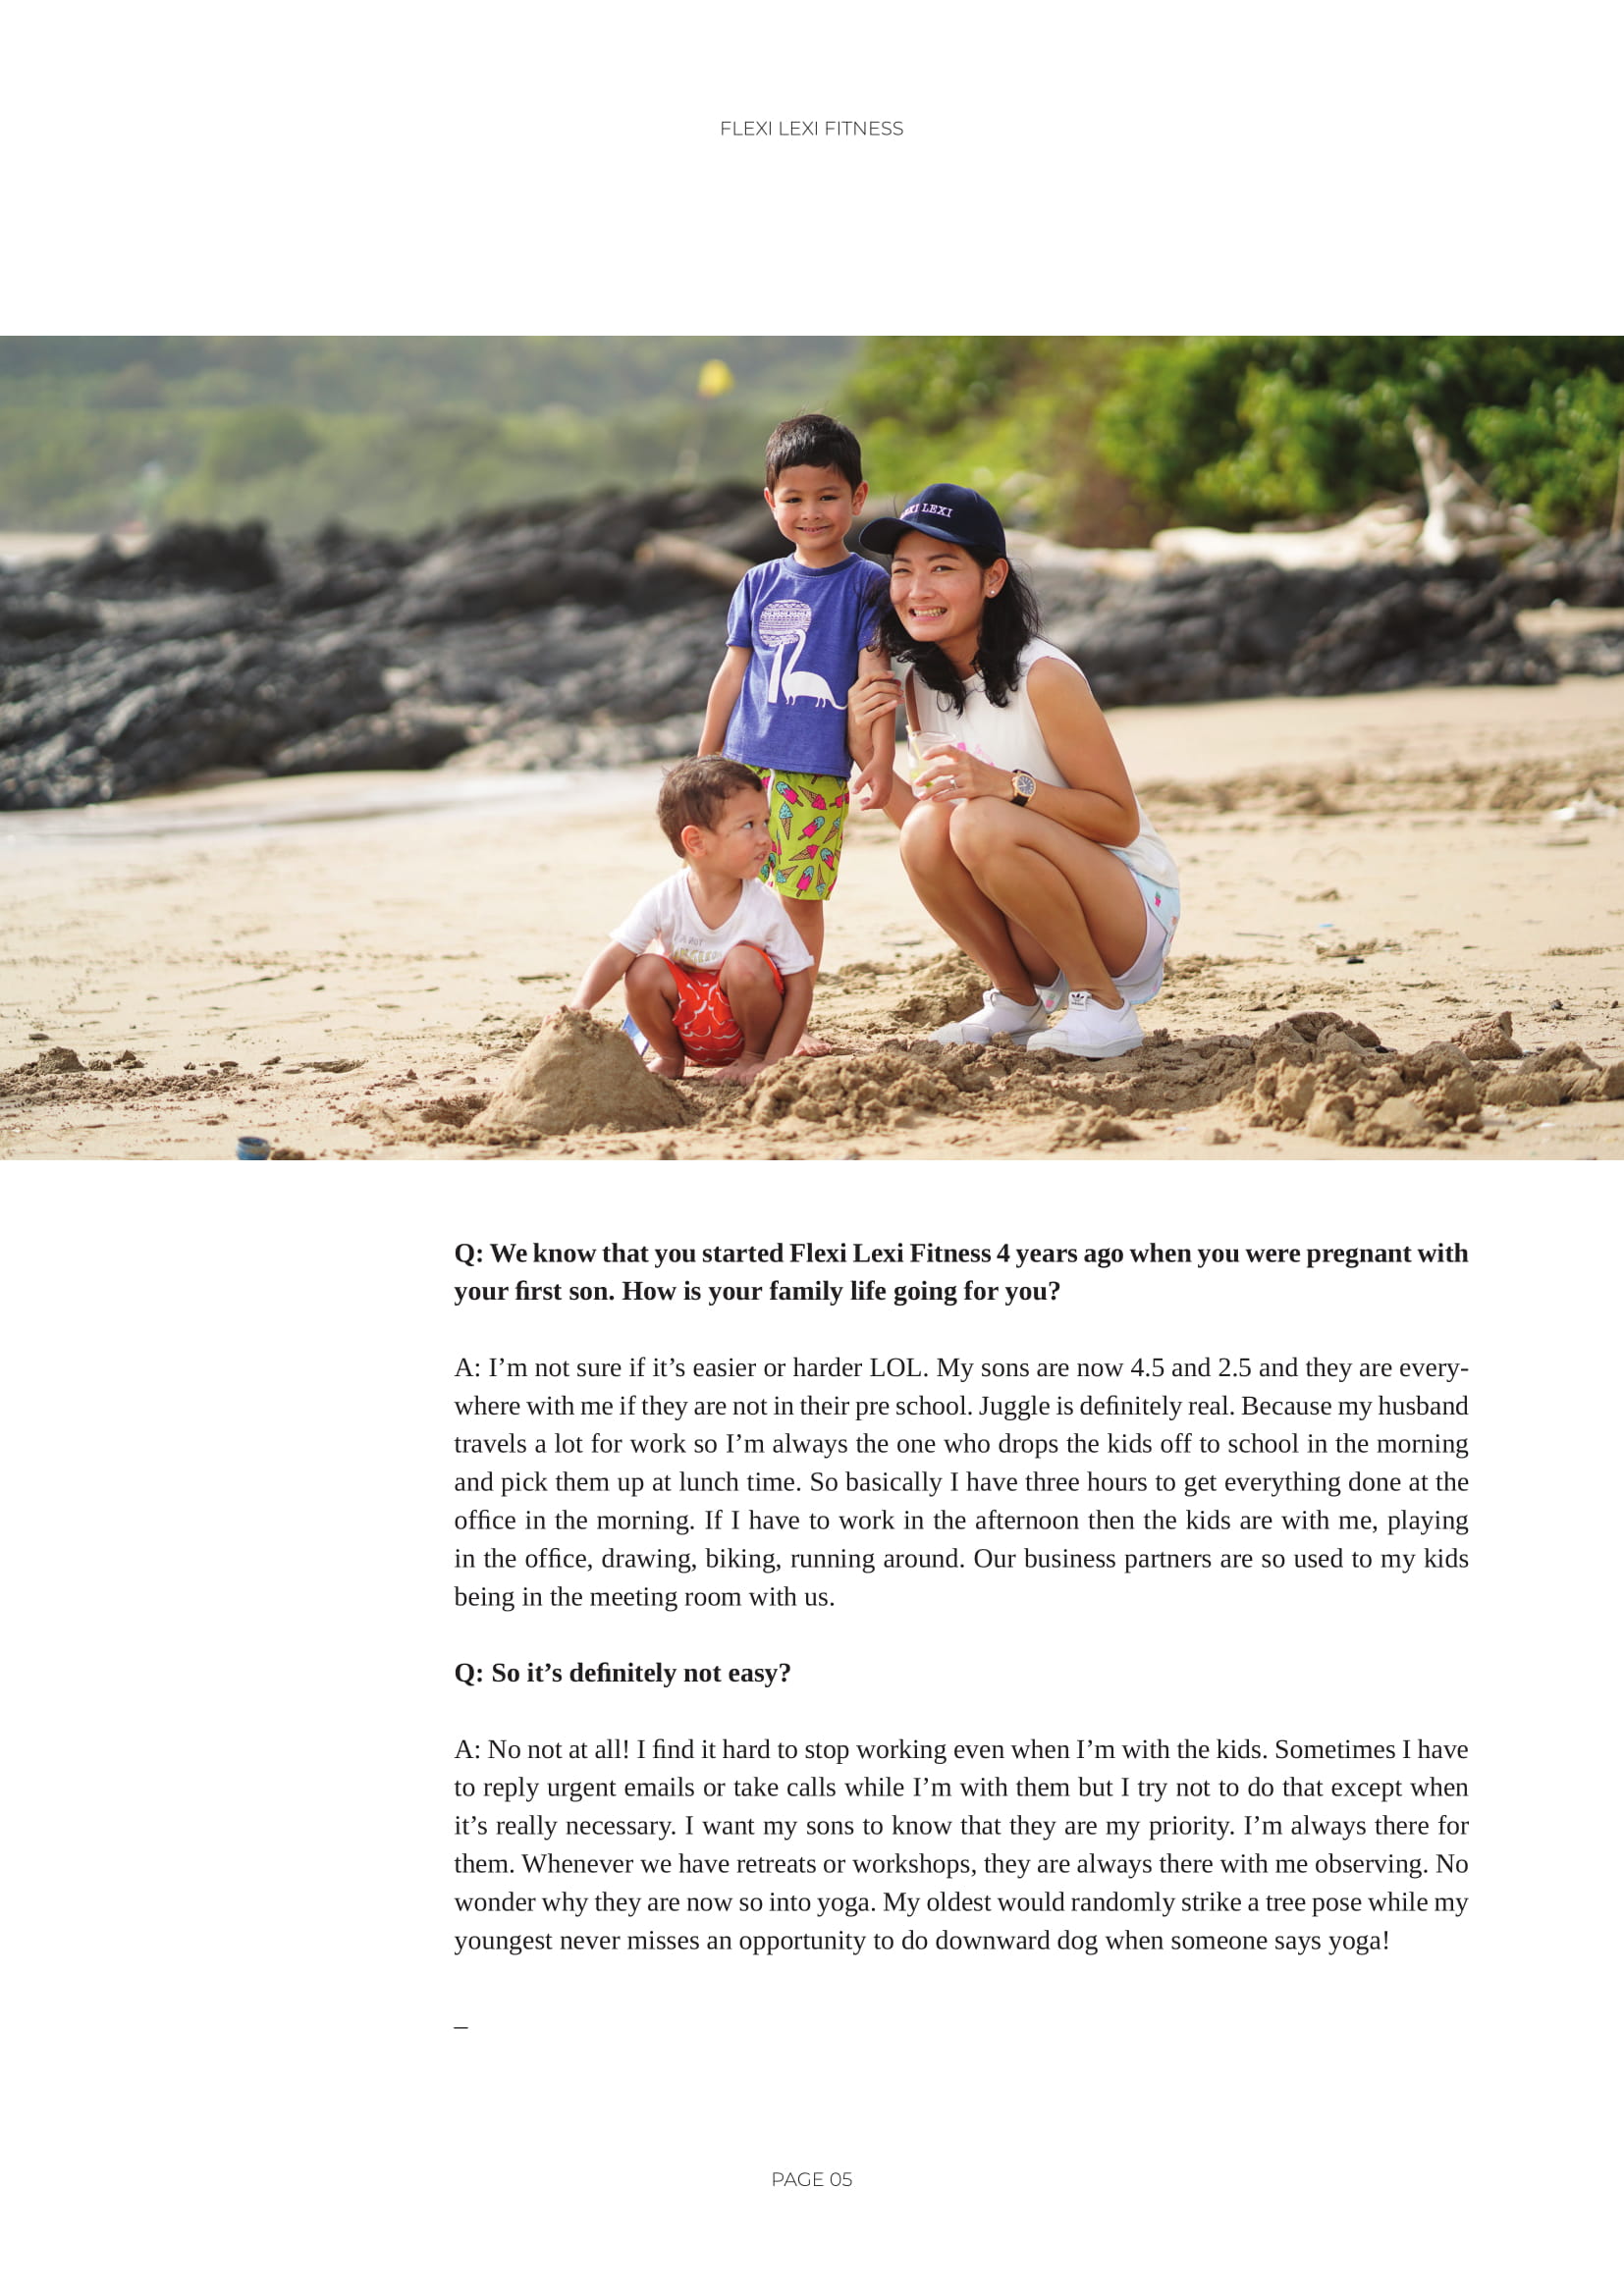 FLEXI LEXI FITNESS
LEXI
Q: We know that you started Flexi Lexi Fitness 4 years ago when you were pregnant with
your first son. How is your family life going for you?
A: I’m not sure if it’s easier or harder LOL. My sons are now 4.5 and 2.5 and they are every-
where with me if they are not in their pre school. Juggle is definitely real. Because my husband
travels a lot for work so I’m always the one who drops the kids off to school in the morning
and pick them up at lunch time. So basically I have three hours to get everything done at the
office in the morning. If I have to work in the afternoon then the kids are with me, playing
in the office, drawing, biking, running around. Our business partners are so used to my kids
being in the meeting room with us.
Q: So it’s definitely not easy?
A: No not at all! I find it hard to stop working even when I’m with the kids. Sometimes I have
to reply urgent emails or take calls while I’m with them but I try not to do that except when
it’s really necessary. I want my sons to know that they are my priority. I’m always there for
them. Whenever we have retreats or workshops, they are always there with me observing. No
wonder why they are now so into yoga. My oldest would randomly strike a tree pose while my
youngest never misses an opportunity to do downward dog when someone says yoga!
_
PAGE 05